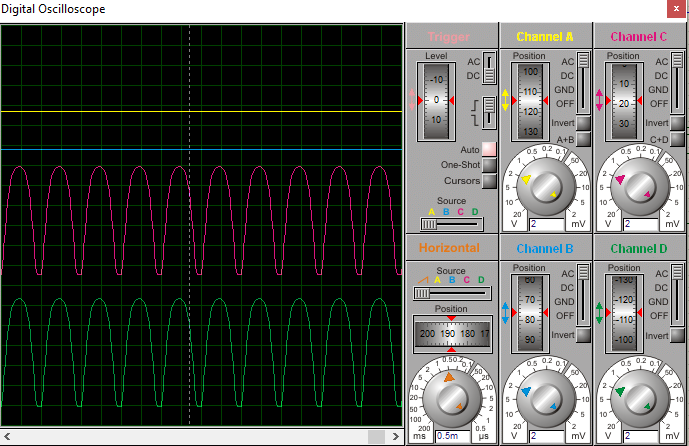 Digital Oscilloscope
x
Trigger
Level
-10
0
10
AC
DC
Auto
One-Shot
Cursors
Source
A B C D
Channel A
Position
100
110
120
130
AC
DC
GND
OFF
Invert
A+B
20 10 5 2 1 0.5 0.2 0.1 50 20 10 5 2
V 2 mV
Channel C
Position
10
20
30
AC
DC
GND
OFF
Invert
C+D
20 10 5 2 1 0.5 0.2 0.1 50 20 10 5 2
V 2 mV
Horizontal
Source
A B C D
Position
200 190 180 17
200 100 50 20 10 5 2 1 0.5 0.2 0.1 50 20 10 5 2 1 0.5
ms 0.5m µs
Channel B
Position
60
70
80
90
AC
DC
GND
OFF
Invert
20 10 5 2 1 0.5 0.2 0.1 50 20 10 5 2
V 2 mV
Channel D
Position
-130
-120
-110
-100
AC
DC
GND
OFF
Invert
20 10 5 2 1 0.5 0.2 0.1 50 20 10 5 2
V 2 mV